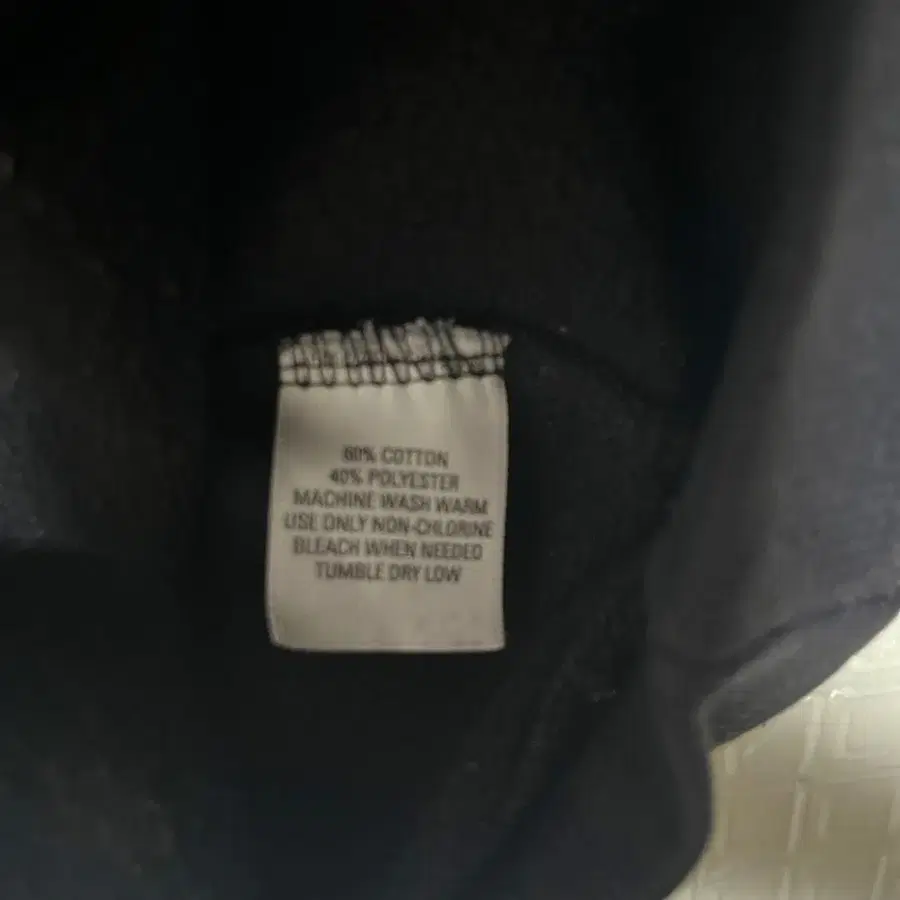 60% COTTON
40% POLYESTER
MACHINE WASH WARM
USE ONLY NON-CHLORINE
BLEACH WHEN NEEDED
TUMBLE DRY LOW